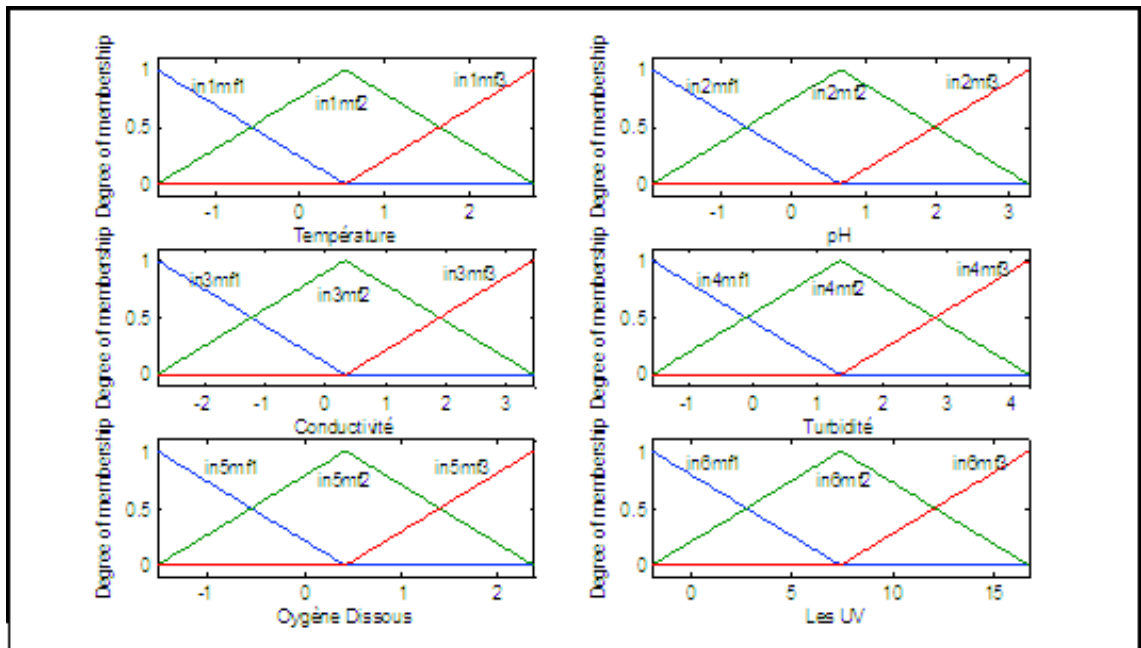 Degree of membership
1
0.5
0
in1mf1
in1mf2
in1mf3
-1 0 1 2
Température
Degree of membership
1
0.5
0
in2mf1
in2mf2
in2mf3
-1 0 1 2 3
pH
Degree of membership
1
0.5
0
in3mf1
in3mf2
in3mf3
-2 -1 0 1 2 3
Conductivité
Degree of membership
1
0.5
0
in4mf1
in4mf2
in4mf3
-1 0 1 2 3 4
Turbidité
Degree of membership
1
0.5
0
in5mf1
in5mf2
in5mf3
-1 0 1 2
Oygène Dissous
Degree of membership
1
0.5
0
in6mf1
in6mf2
in6mf3
0 5 10 15
Les UV